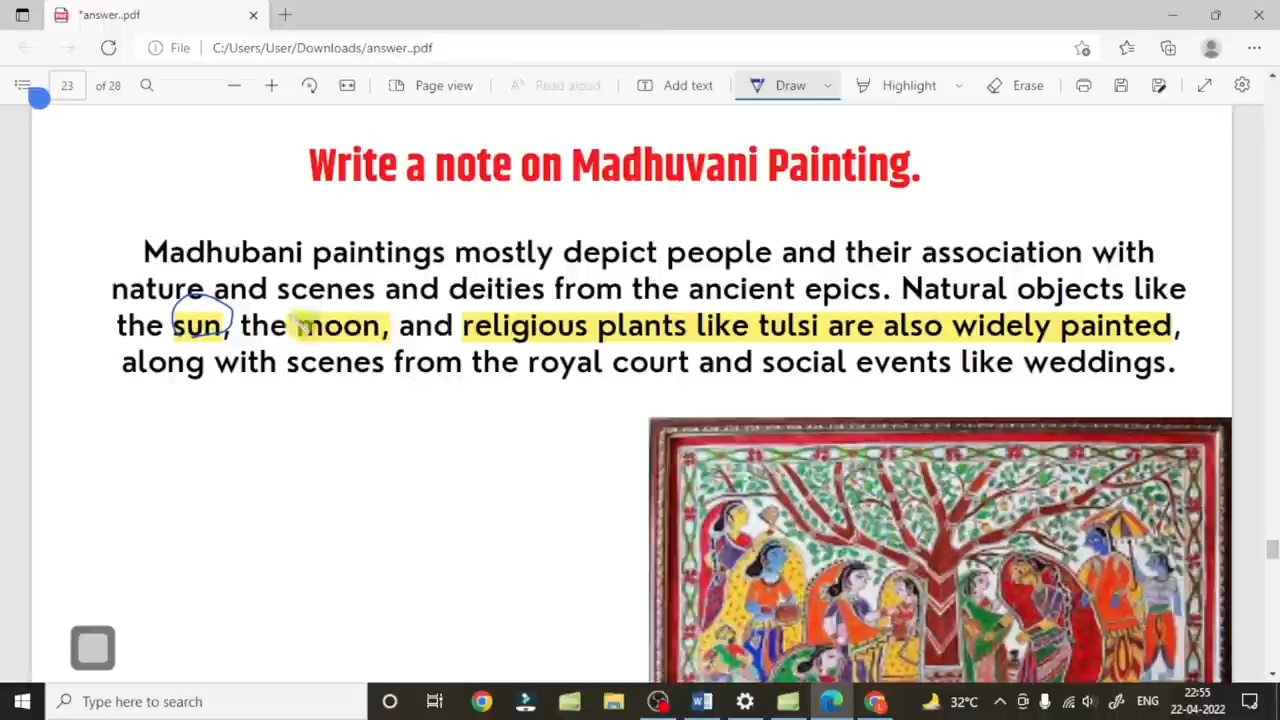 *answer..pdf
File C:/Users/User/Downloads/answer..pdf
23 of 28 Page view Read aloud Add text Draw Highlight Erase
Write a note on Madhuvani Painting.
Madhubani paintings mostly depict people and their association with
nature and scenes and deities from the ancient epics. Natural objects like
the sun, the moon, and religious plants like tulsi are also widely painted,
along with scenes from the royal court and social events like weddings.
Type here to search
32°C
ENG
22:55
22-04-2022